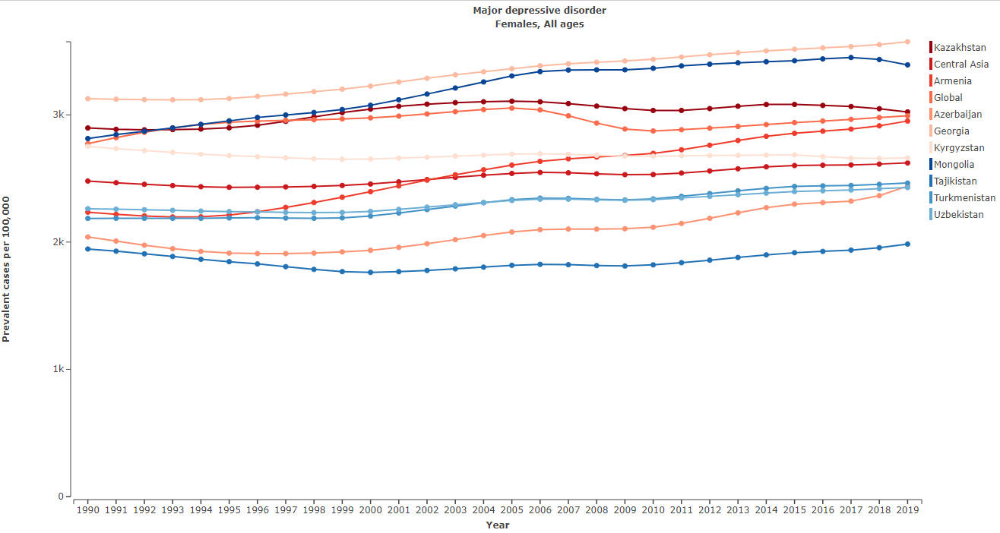 Major depressive disorder
Females, All ages
Prevalent cases per 100,000
3k
2k
1k
0
1990 1991 1992 1993 1994 1995 1996 1997 1998 1999 2000 2001 2002 2003 2004 2005 2006 2007 2008 2009 2010 2011 2012 2013 2014 2015 2016 2017 2018 2019
Year
Kazakhstan
Central Asia
Armenia
Global
Azerbaijan
Georgia
Kyrgyzstan
Mongolia
Tajikistan
Turkmenistan
Uzbekistan